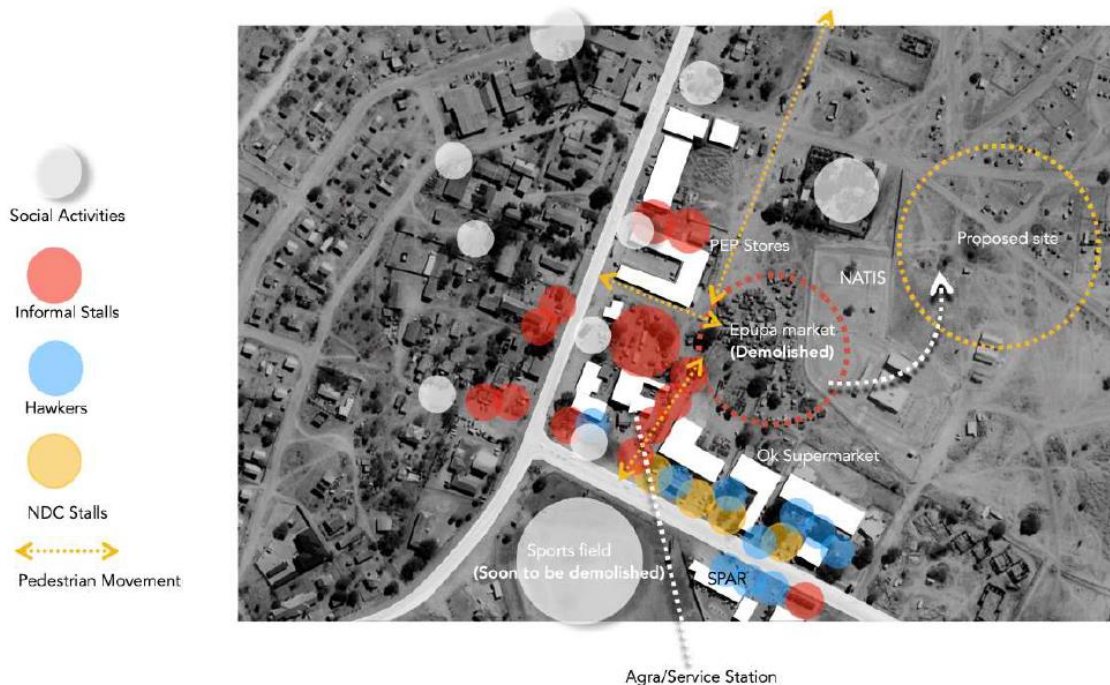 Social Activities
Informal Stalls
Hawkers
NDC Stalls
Pedestrian Movement
PEP Stores
Proposed site
NATIS
Epupa market
(Demolished)
Ok Supermarket
Sports field
(Soon to be demolished)
SPAR
Agra/Service Station